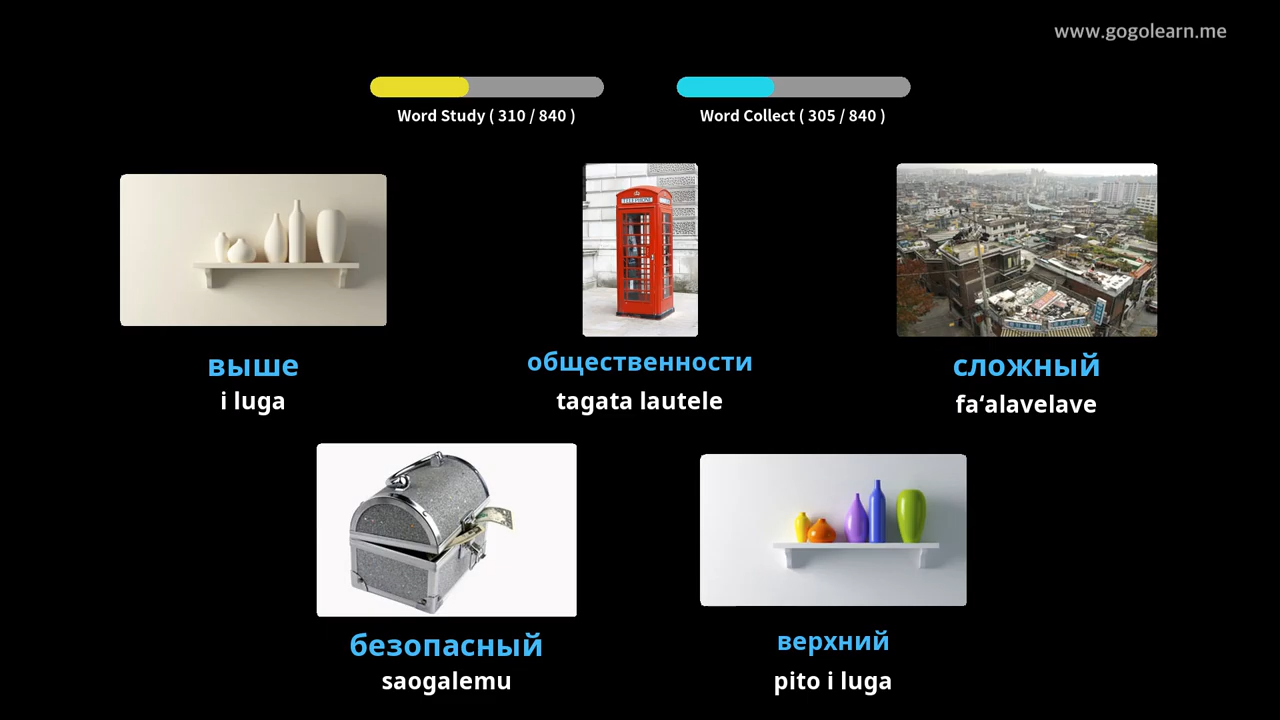 www.gogolearn.me
Word Study ( 310 / 840 )
Word Collect ( 305 / 840 )
TELEPHONE
выше
i luga
общественности
tagata lautele
сложный
fa‘alavelave
безопасный
saogalemu
верхний
pito i luga